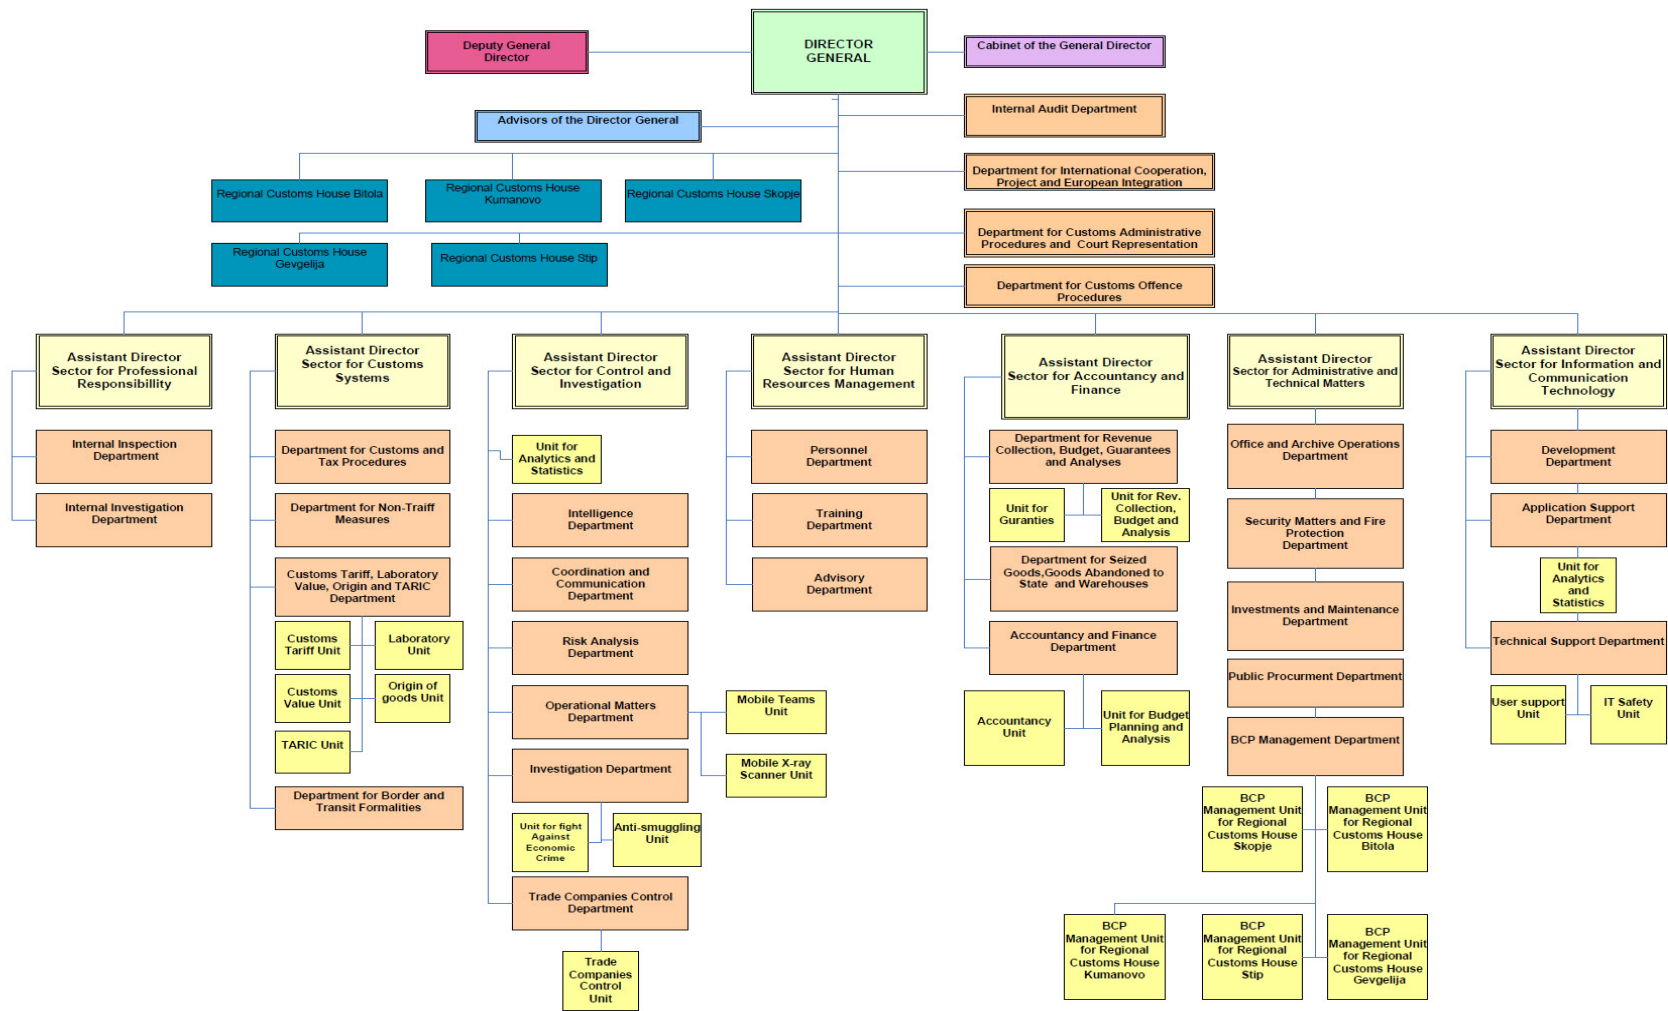 Deputy General
Director
DIRECTOR
GENERAL
Cabinet of the General Director
Advisors of the Director General
Internal Audit Department
Regional Customs House Bitola
Regional Customs House
Kumanovo
Regional Customs House Skopje
Department for International Cooperation,
Project and European Integration
Regional Customs House
Gevgelija
Regional Customs House Stip
Department for Customs Administrative
Procedures and Court Representation
Department for Customs Offence
Procedures
Assistant Director
Sector for Professional
Responsibillity
Internal Inspection
Department
Internal Investigation
Department
Assistant Director
Sector for Customs
Systems
Department for Customs and
Tax Procedures
Department for Non-Traiff
Measures
Customs Tariff, Laboratory
Value, Origin and TARIC
Department
Customs
Tariff Unit
Laboratory
Unit
Customs
Value Unit
Origin of
goods Unit
TARIC Unit
Department for Border and
Transit Formalities
Assistant Director
Sector for Control and
Investigation
Unit for
Analytics and
Statistics
Intelligence
Department
Coordination and
Communication
Department
Risk Analysis
Department
Operational Matters
Department
Mobile Teams
Unit
Mobile X-ray
Scanner Unit
Investigation Department
Unit for fight
Against
Economic
Crime
Anti-smuggling
Unit
Trade Companies Control
Department
Trade
Companies
Control
Unit
Assistant Director
Sector for Human
Resources Management
Personnel
Department
Training
Department
Advisory
Department
Assistant Director
Sector for Accountancy and
Finance
Department for Revenue
Collection, Budget, Guarantees
and Analyses
Unit for
Guranties
Unit for Rev.
Collection,
Budget and
Analysis
Department for Seized
Goods,Goods Abandoned to
State and Warehouses
Accountancy and Finance
Department
Accountancy
Unit
Unit for Budget
Planning and
Analysis
Assistant Director
Sector for Administrative and
Technical Matters
Office and Archive Operations
Department
Security Matters and Fire
Protection
Department
Investments and Maintenance
Department
Public Procurment Department
BCP Management Department
BCP
Management Unit
for Regional
Customs House
Skopje
BCP
Management Unit
for Regional
Customs House
Bitola
BCP
Management Unit
for Regional
Customs House
Kumanovo
BCP
Management Unit
for Regional
Customs House
Stip
BCP
Management Unit
for Regional
Customs House
Gevgelija
Assistant Director
Sector for Information and
Communication
Technology
Development
Department
Application Support
Department
Unit for
Analytics
and
Statistics
Technical Support Department
User support
Unit
IT Safety
Unit